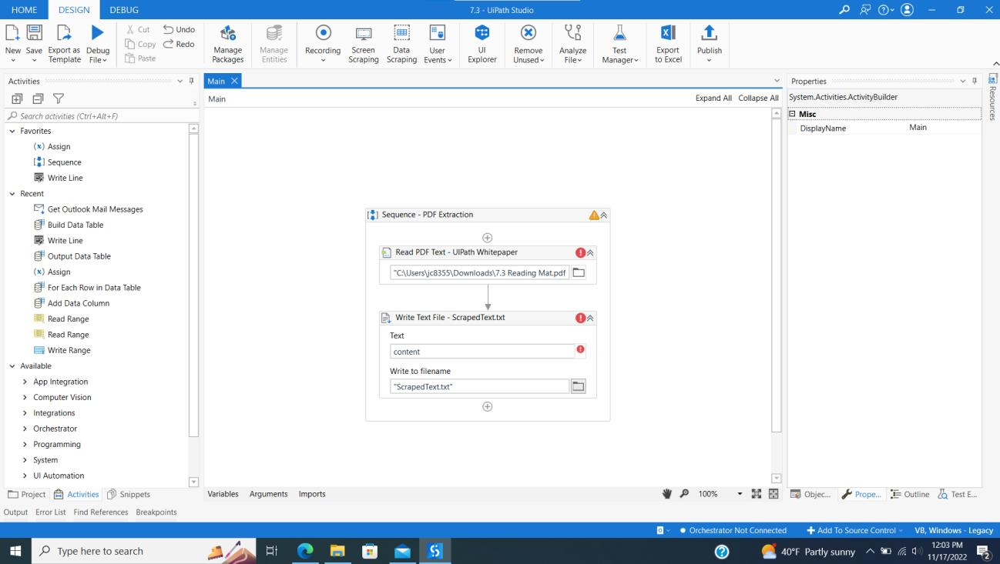 HOME DESIGN DEBUG 7.3 - UiPath Studio
New Save Export as Template Debug File
Cut Copy Paste Undo Redo
Manage Packages Manage Entities Recording Screen Scraping Data Scraping User Events UI Explorer Remove Unused Analyze File Test Manager Export to Excel Publish
Activities
Search activities (Ctrl+Alt+F)
Favorites
(x) Assign
Sequence
Write Line
Recent
Get Outlook Mail Messages
Build Data Table
Write Line
Output Data Table
(x) Assign
For Each Row in Data Table
Add Data Column
Read Range
Read Range
Write Range
Available
App Integration
Computer Vision
Integrations
Orchestrator
Programming
System
UI Automation
Project Activities Snippets
Main
Main Expand All Collapse All
Sequence - PDF Extraction
Read PDF Text - UIPath Whitepaper
"C:\Users\jc8355\Downloads\7.3 Reading Mat.pdf
Write Text File - ScrapedText.txt
Text
content
Write to filename
"ScrapedText.txt"
Variables Arguments Imports 100%
Properties
System.Activities.ActivityBuilder
Misc
DisplayName Main
Resources
Objec... Prope... Outline Test E...
Output Error List Find References Breakpoints
Orchestrator Not Connected Add To Source Control VB, Windows - Legacy
Type here to search 40°F Partly sunny 12:03 PM
11/17/2022 2